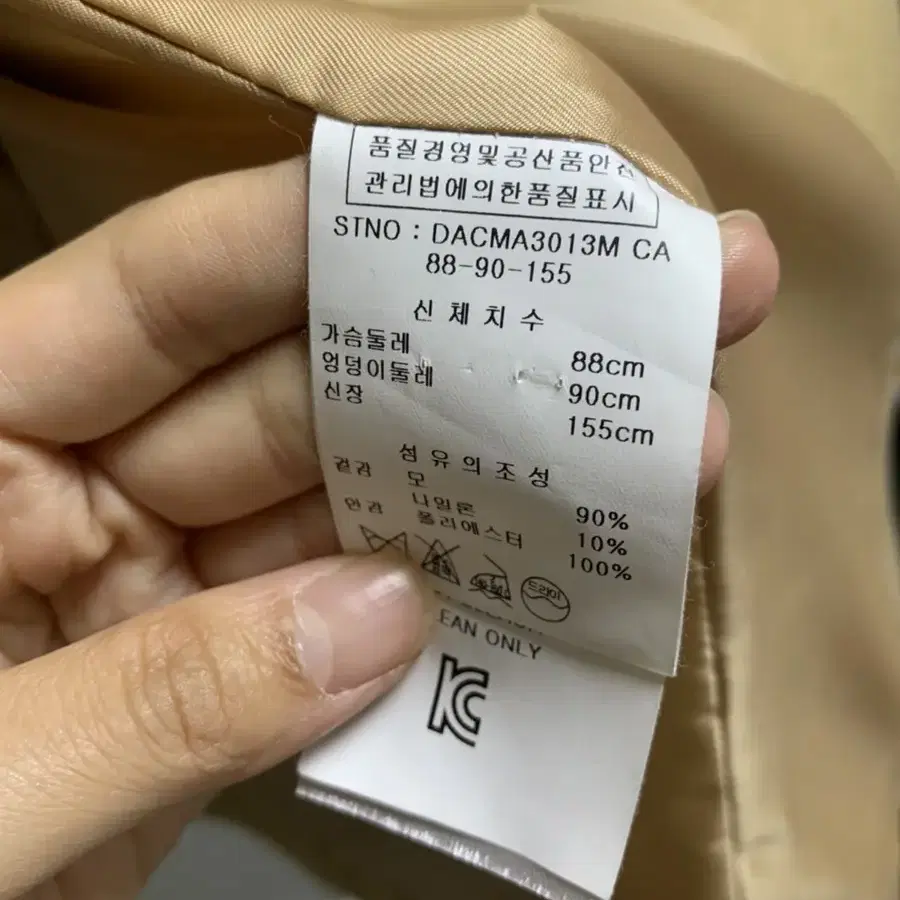 품질경영및공산품안전
관리법에의한품질표시
STNO : DACMA3013M CA
88-90-155
신체치수
가슴둘레 88cm
엉덩이둘레 90cm
신장 155cm
섬유의조성
겉감 모 90%
나일론 10%
안감 폴리에스터 100%
드라이
EAN ONLY